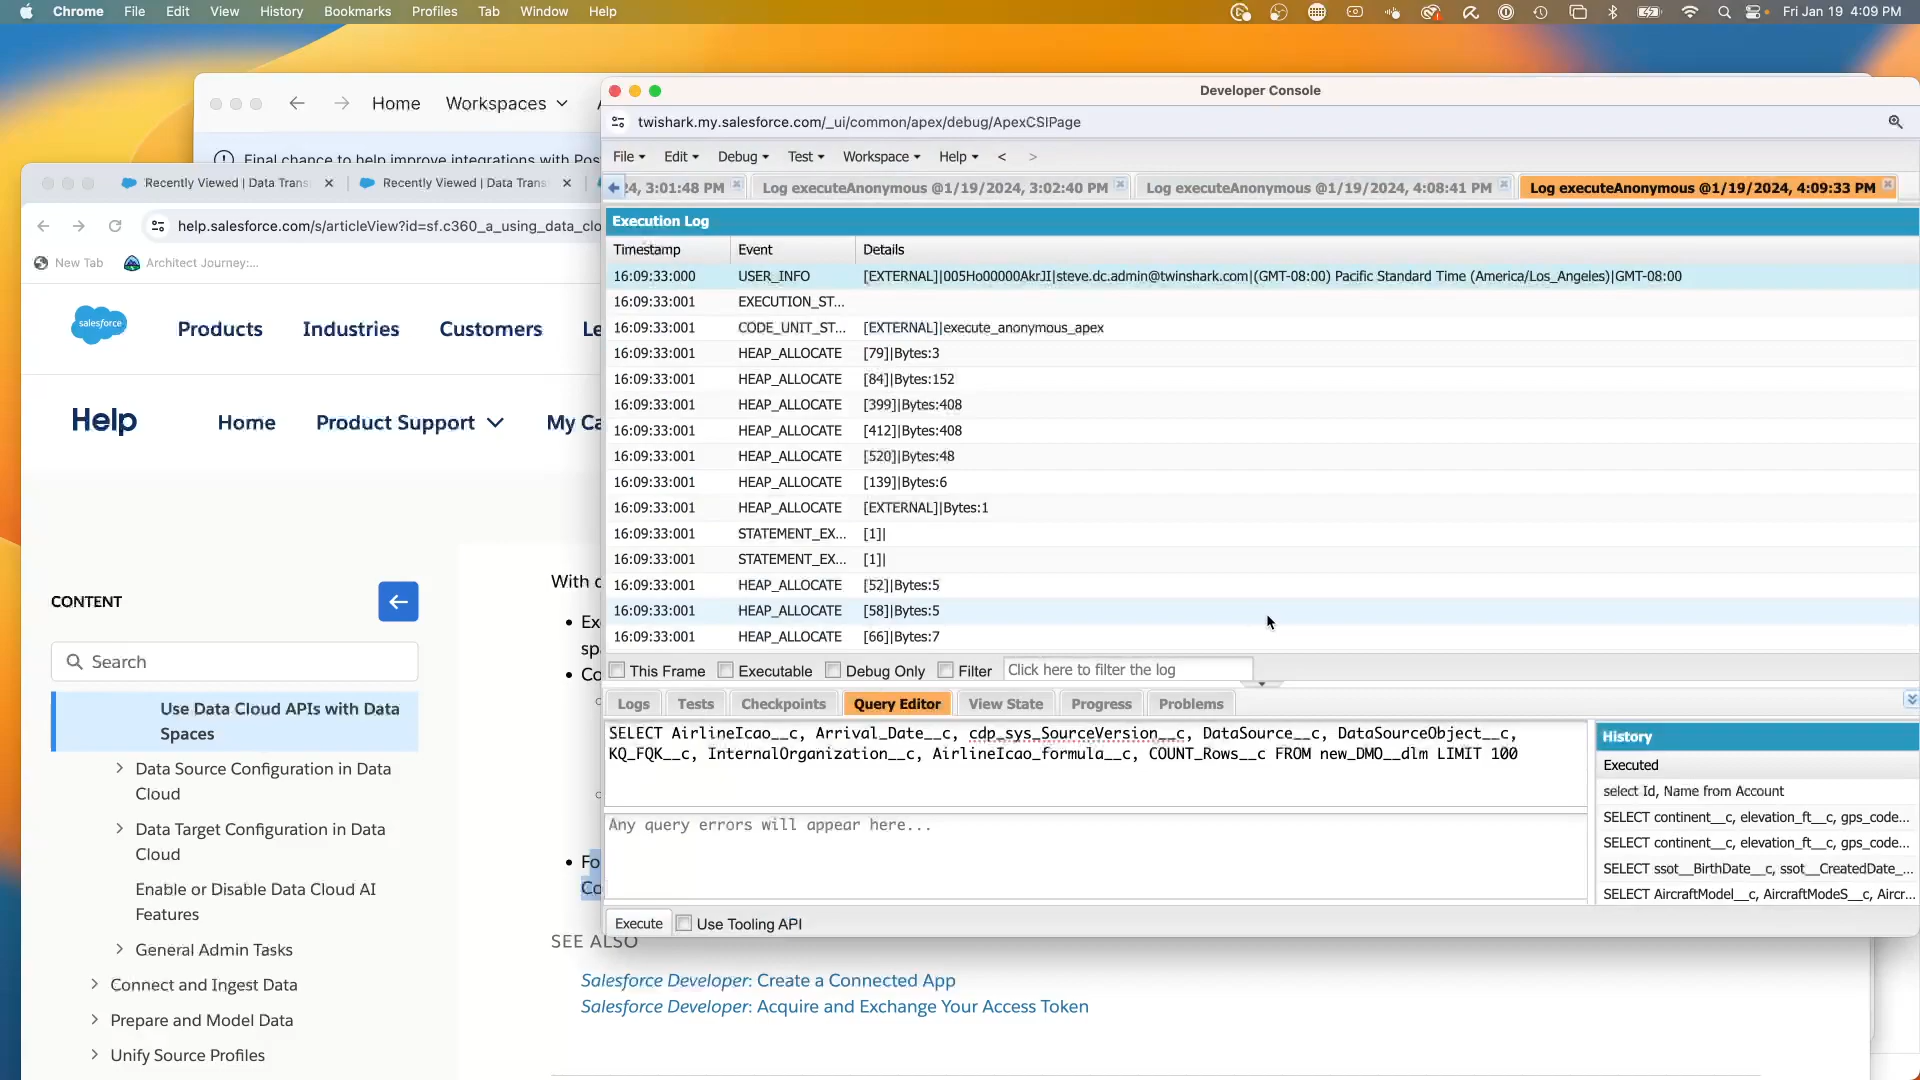 Chrome File Edit View History Bookmarks Profiles Tab Window Help Fri Jan 19 4:09 PM
Home Workspaces
Final chance to help improve integrations with Pos
Developer Console
twishark.my.salesforce.com/_ui/common/apex/debug/ApexCSIPage
File Edit Debug Test Workspace Help < >
24, 3:01:48 PM Log executeAnonymous @1/19/2024, 3:02:40 PM Log executeAnonymous @1/19/2024, 4:08:41 PM Log executeAnonymous @1/19/2024, 4:09:33 PM
Execution Log
Timestamp Event Details
16:09:33:000 USER_INFO [EXTERNAL]|005Ho00000AkrJI|steve.dc.admin@twinshark.com|(GMT-08:00) Pacific Standard Time (America/Los_Angeles)|GMT-08:00
16:09:33:001 EXECUTION_ST...
16:09:33:001 CODE_UNIT_ST... [EXTERNAL]|execute_anonymous_apex
16:09:33:001 HEAP_ALLOCATE [79]|Bytes:3
16:09:33:001 HEAP_ALLOCATE [84]|Bytes:152
16:09:33:001 HEAP_ALLOCATE [399]|Bytes:408
16:09:33:001 HEAP_ALLOCATE [412]|Bytes:408
16:09:33:001 HEAP_ALLOCATE [520]|Bytes:48
16:09:33:001 HEAP_ALLOCATE [139]|Bytes:6
16:09:33:001 HEAP_ALLOCATE [EXTERNAL]|Bytes:1
16:09:33:001 STATEMENT_EX... [1]|
16:09:33:001 STATEMENT_EX... [1]|
16:09:33:001 HEAP_ALLOCATE [52]|Bytes:5
16:09:33:001 HEAP_ALLOCATE [58]|Bytes:5
16:09:33:001 HEAP_ALLOCATE [66]|Bytes:7
This Frame Executable Debug Only Filter Click here to filter the log
Logs Tests Checkpoints Query Editor View State Progress Problems
SELECT AirlineIcao__c, Arrival_Date__c, cdp_sys_SourceVersion__c, DataSource__c, DataSourceObject__c,
KQ_FQK__c, InternalOrganization__c, AirlineIcao_formula__c, COUNT_Rows__c FROM new_DMO__dlm LIMIT 100
Any query errors will appear here...
Execute Use Tooling API
History
Executed
select Id, Name from Account
SELECT continent__c, elevation_ft__c, gps_code...
SELECT continent__c, elevation_ft__c, gps_code...
SELECT ssot__BirthDate__c, ssot__CreatedDate_...
SELECT AircraftModel__c, AircraftModeS__c, Aircr...
Recently Viewed | Data Trans Recently Viewed | Data Trans
help.salesforce.com/s/articleView?id=sf.c360_a_using_data_clo
New Tab Architect Journey:...
salesforce Products Industries Customers Le
Help Home Product Support My Ca
CONTENT
Search
Use Data Cloud APIs with Data
Spaces
Data Source Configuration in Data
Cloud
Data Target Configuration in Data
Cloud
Enable or Disable Data Cloud AI
Features
General Admin Tasks
Connect and Ingest Data
Prepare and Model Data
Unify Source Profiles
With
Ex
sp
Co
Fo
Co
SEE ALSO
Salesforce Developer: Create a Connected App
Salesforce Developer: Acquire and Exchange Your Access Token